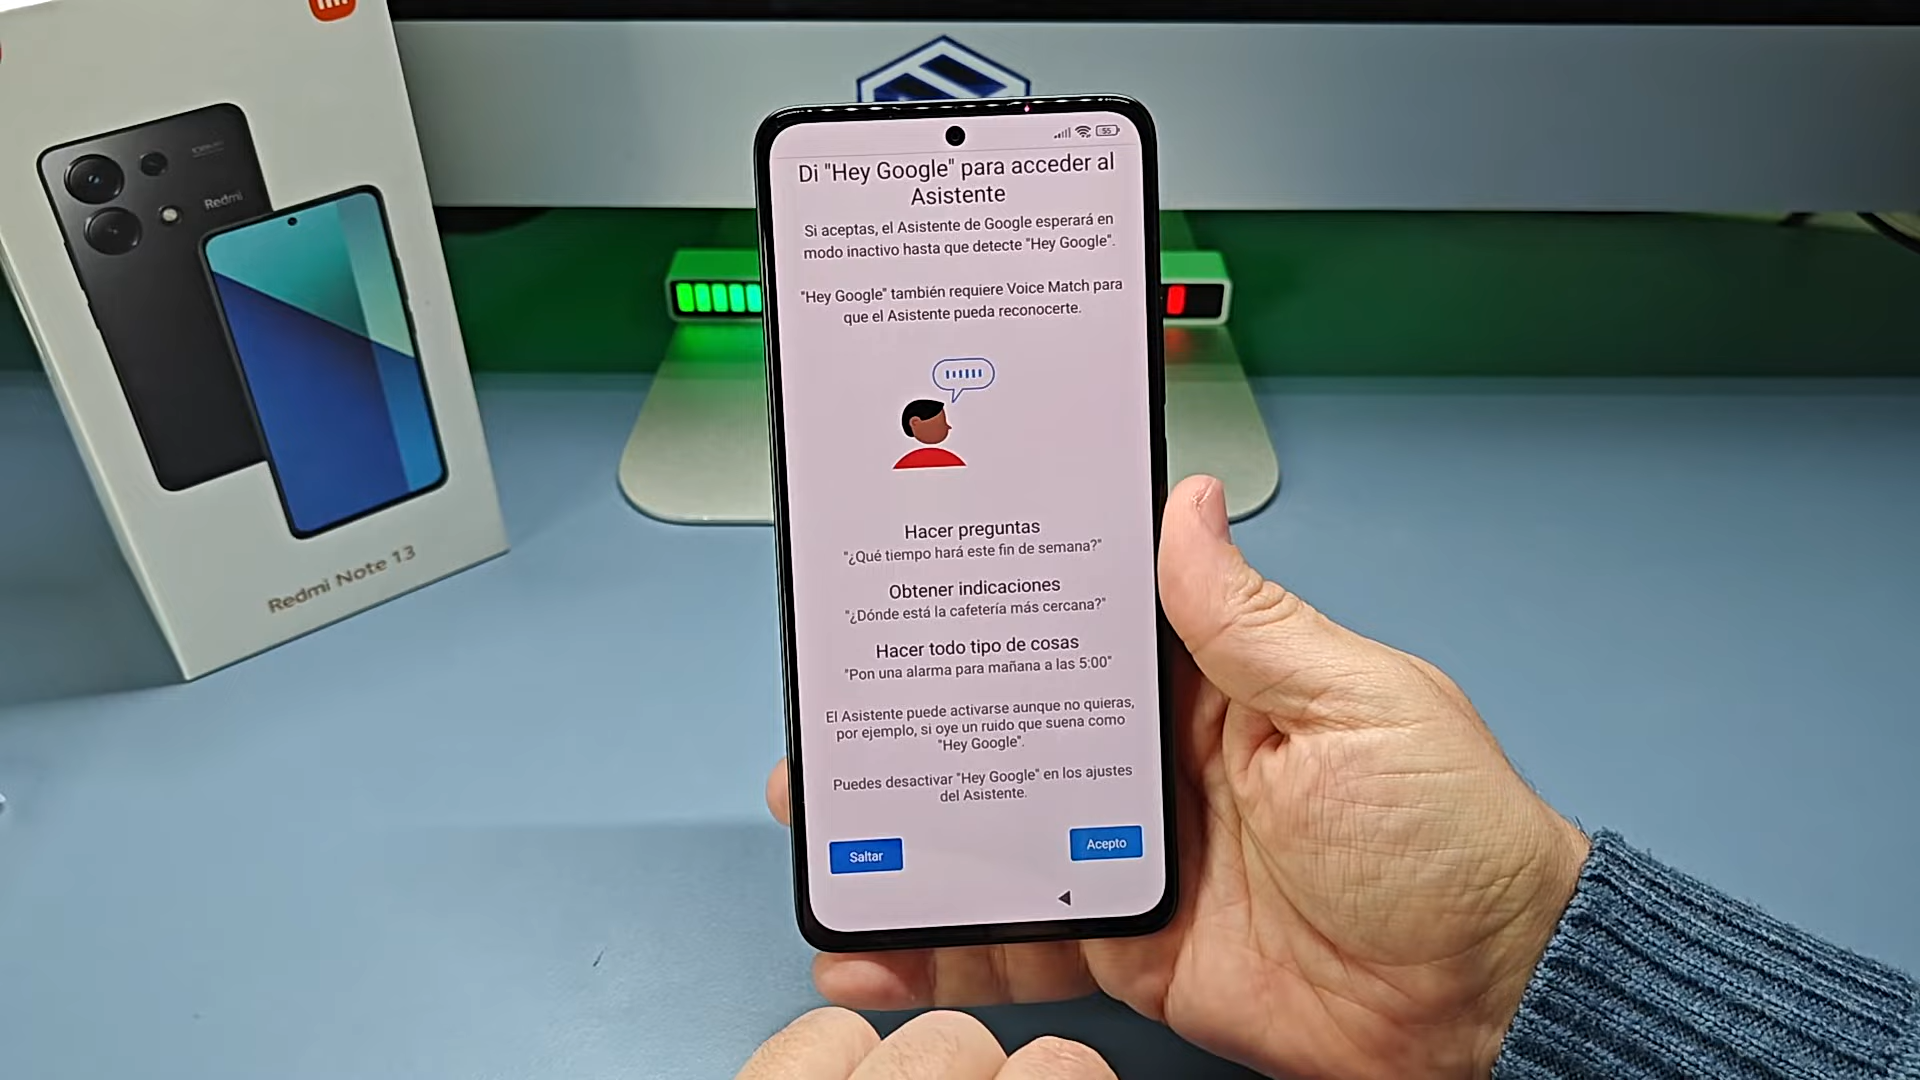 Redmi
Redmi Note 13
55
Di "Hey Google" para acceder al
Asistente
Si aceptas, el Asistente de Google esperará en
modo inactivo hasta que detecte "Hey Google".
"Hey Google" también requiere Voice Match para
que el Asistente pueda reconocerte.
Hacer preguntas
"¿Qué tiempo hará este fin de semana?"
Obtener indicaciones
"¿Dónde está la cafetería más cercana?"
Hacer todo tipo de cosas
"Pon una alarma para mañana a las 5:00"
El Asistente puede activarse aunque no quieras,
por ejemplo, si oye un ruido que suena como
"Hey Google".
Puedes desactivar "Hey Google" en los ajustes
del Asistente.
Saltar
Acepto